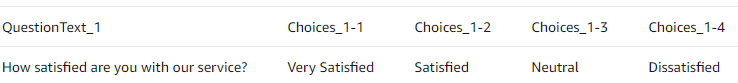 QuestionText_1 Choices_1-1 Choices_1-2 Choices_1-3 Choices_1-4
How satisfied are you with our service? Very Satisfied Satisfied Neutral Dissatisfied